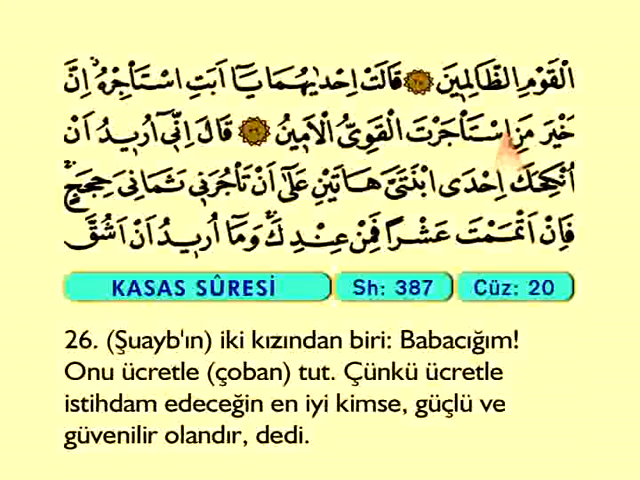 الْقَوْمِ الظَّالِمٖينَ ﴿٢٥﴾ قَالَتْ اِحْدٰيهُمَا يَٓا اَبَتِ اسْتَأْجِرْهُۘ اِنَّ
خَيْرَ مَنِ اسْتَأْجَرْتَ الْقَوِيُّ الْاَمٖينُ ﴿٢٦﴾ قَالَ اِنّٖٓي اُرٖيدُ اَنْ
اُنْكِحَكَ اِحْدَى ابْنَتَيَّ هَاتَيْنِ عَلٰٓى اَنْ تَأْجُرَنٖي ثَمَانِيَ حِجَجٍۚ
فَاِنْ اَتْمَمْتَ عَشْرًا فَمِنْ عِنْدِكَۚ وَمَٓا اُرٖيدُ اَنْ اَشُقَّ
KASAS SÛRESİ Sh: 387 Cüz: 20
26. (Şuayb'ın) iki kızından biri: Babacığım!
Onu ücretle (çoban) tut. Çünkü ücretle
istihdam edeceğin en iyi kimse, güçlü ve
güvenilir olandır, dedi.